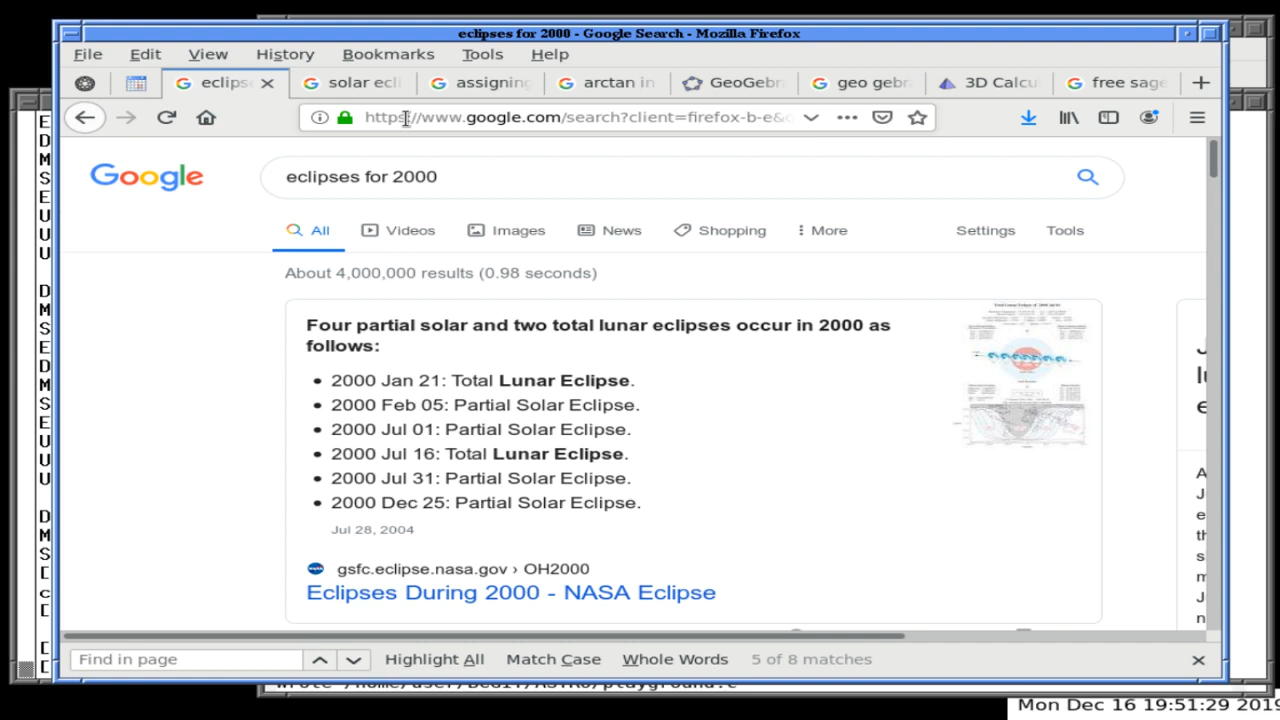 eclipses for 2000 - Google Search - Mozilla Firefox
File Edit View History Bookmarks Tools Help
eclips solar ecl assigning arctan in GeoGebr geo gebr 3D Calcu free sage
https://www.google.com/search?client=firefox-b-e&
Google
eclipses for 2000
All Videos Images News Shopping More Settings Tools
About 4,000,000 results (0.98 seconds)
Four partial solar and two total lunar eclipses occur in 2000 as
follows:
• 2000 Jan 21: Total Lunar Eclipse.
• 2000 Feb 05: Partial Solar Eclipse.
• 2000 Jul 01: Partial Solar Eclipse.
• 2000 Jul 16: Total Lunar Eclipse.
• 2000 Jul 31: Partial Solar Eclipse.
• 2000 Dec 25: Partial Solar Eclipse.
Jul 28, 2004
gsfc.eclipse.nasa.gov › OH2000
Eclipses During 2000 - NASA Eclipse
Find in page Highlight All Match Case Whole Words 5 of 8 matches
Mon Dec 16 19:51:29 2019